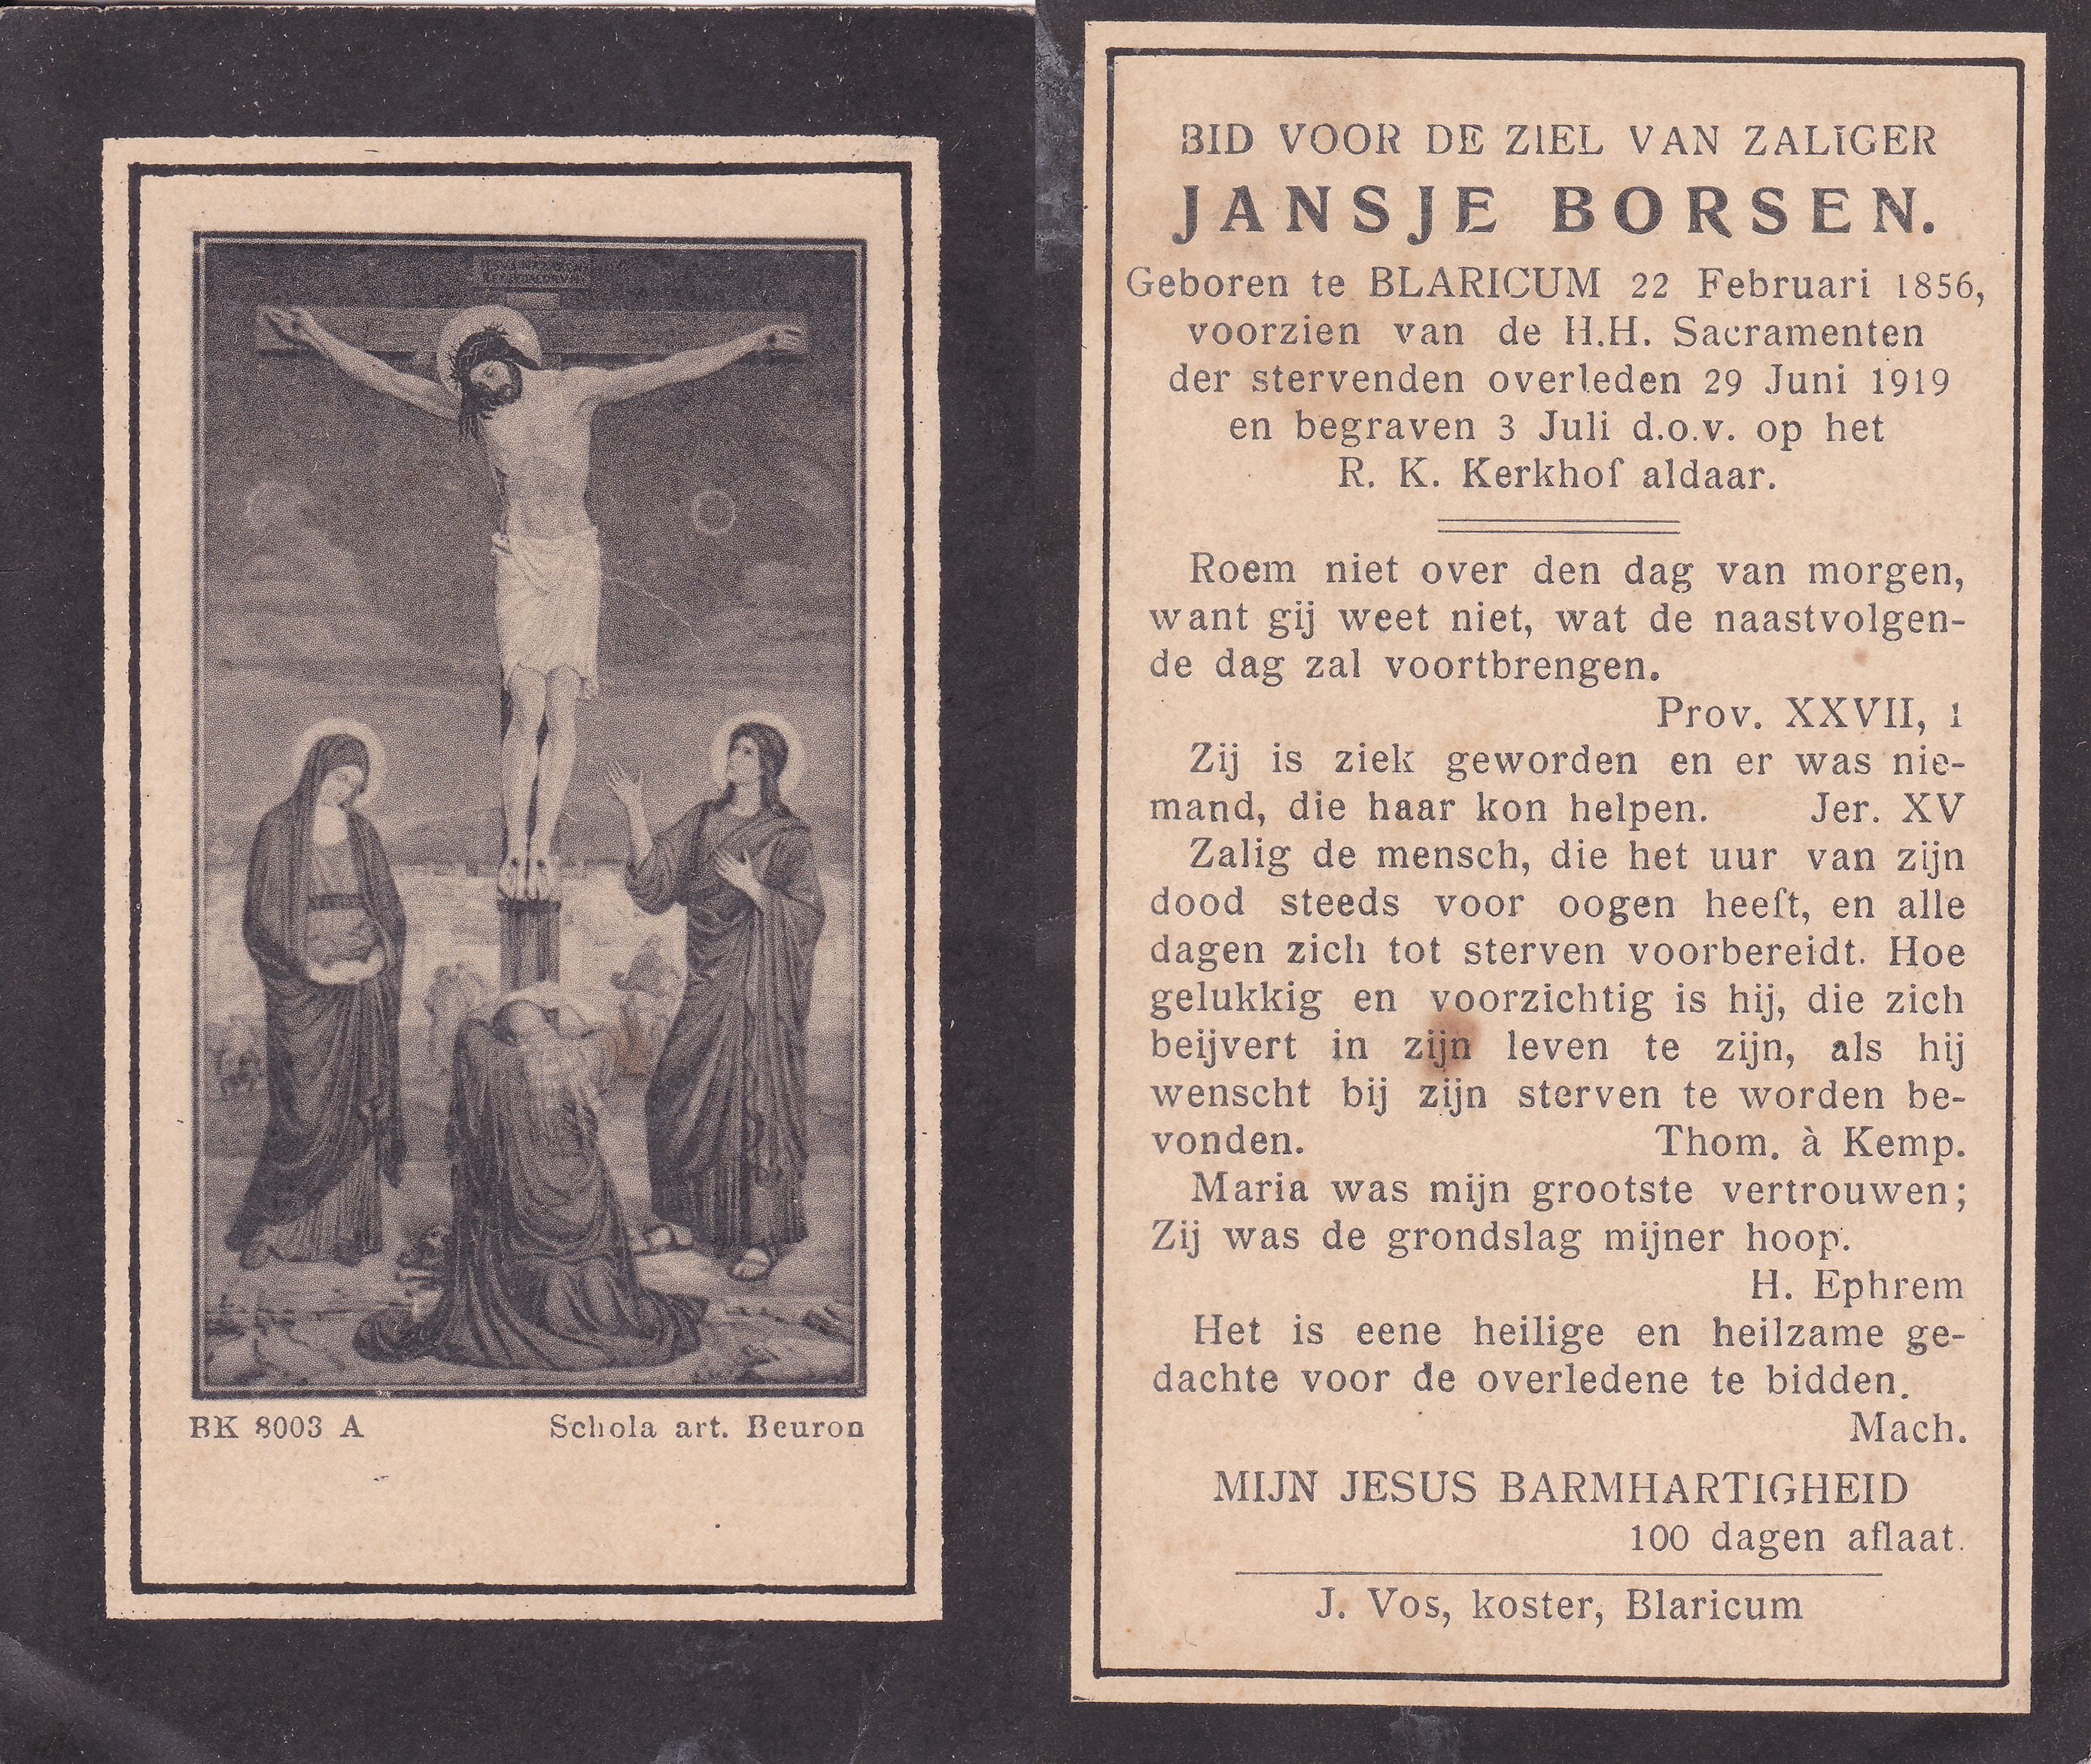 BK 8003 A
Schola art. Beuron
BID VOOR DE ZIEL VAN ZALIGER
JANSJE BORSEN.
Geboren te BLARICUM 22 Februari 1856,
voorzien van de H.H. Sacramenten
der stervenden overleden 29 Juni 1919
en begraven 3 Juli d.o.v. op het
R. K. Kerkhof aldaar.
Roem niet over den dag van morgen,
want gij weet niet, wat de naastvolgen-
de dag zal voortbrengen.
Prov. XXVII, 1
Zij is ziek geworden en er was nie-
mand, die haar kon helpen. Jer. XV
Zalig de mensch, die het uur van zijn
dood steeds voor oogen heeft, en alle
dagen zich tot sterven voorbereidt. Hoe
gelukkig en voorzichtig is hij, die zich
beijvert in zijn leven te zijn, als hij
wenscht bij zijn sterven te worden be-
vonden. Thom. à Kemp.
Maria was mijn grootste vertrouwen;
Zij was de grondslag mijner hoop.
H. Ephrem
Het is eene heilige en heilzame ge-
dachte voor de overledene te bidden.
Mach.
MIJN JESUS BARMHARTIGHEID
100 dagen aflaat.
J. Vos, koster, Blaricum